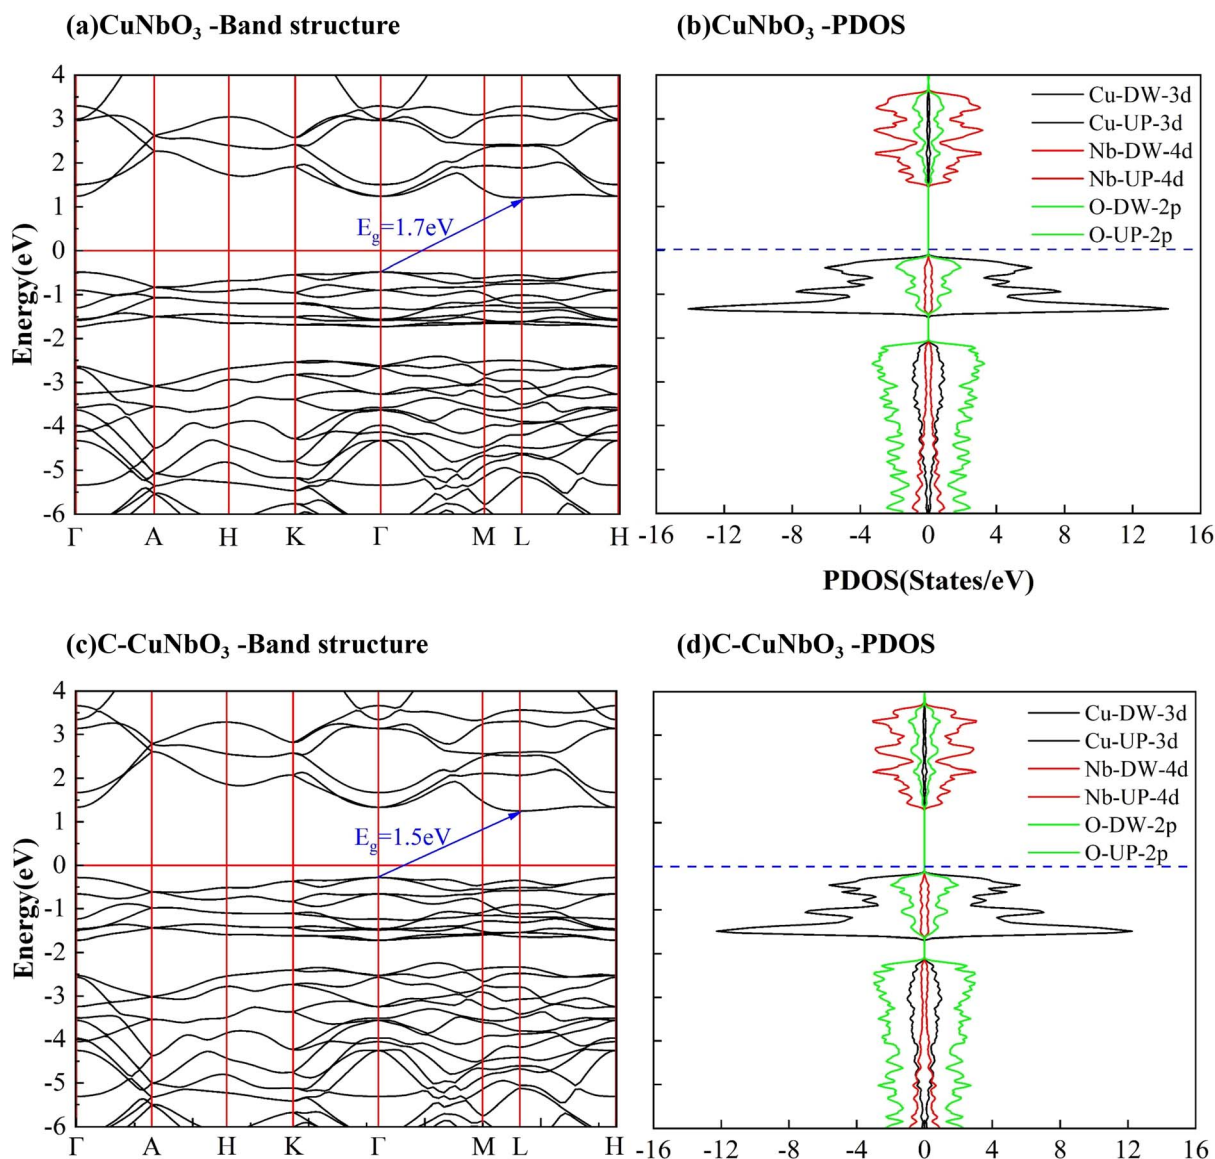 (a)CuNbO₃ -Band structure
(b)CuNbO₃ -PDOS
4
3
2
1
0
-1
-2
-3
-4
-5
-6
Energy(eV)
E_g=1.7eV
Γ A H K Γ M L H
Cu-DW-3d
Cu-UP-3d
Nb-DW-4d
Nb-UP-4d
O-DW-2p
O-UP-2p
-16 -12 -8 -4 0 4 8 12 16
PDOS(States/eV)
(c)C-CuNbO₃ -Band structure
(d)C-CuNbO₃ -PDOS
4
3
2
1
0
-1
-2
-3
-4
-5
-6
Energy(eV)
E_g=1.5eV
Γ A H K Γ M L H
Cu-DW-3d
Cu-UP-3d
Nb-DW-4d
Nb-UP-4d
O-DW-2p
O-UP-2p
-16 -12 -8 -4 0 4 8 12 16